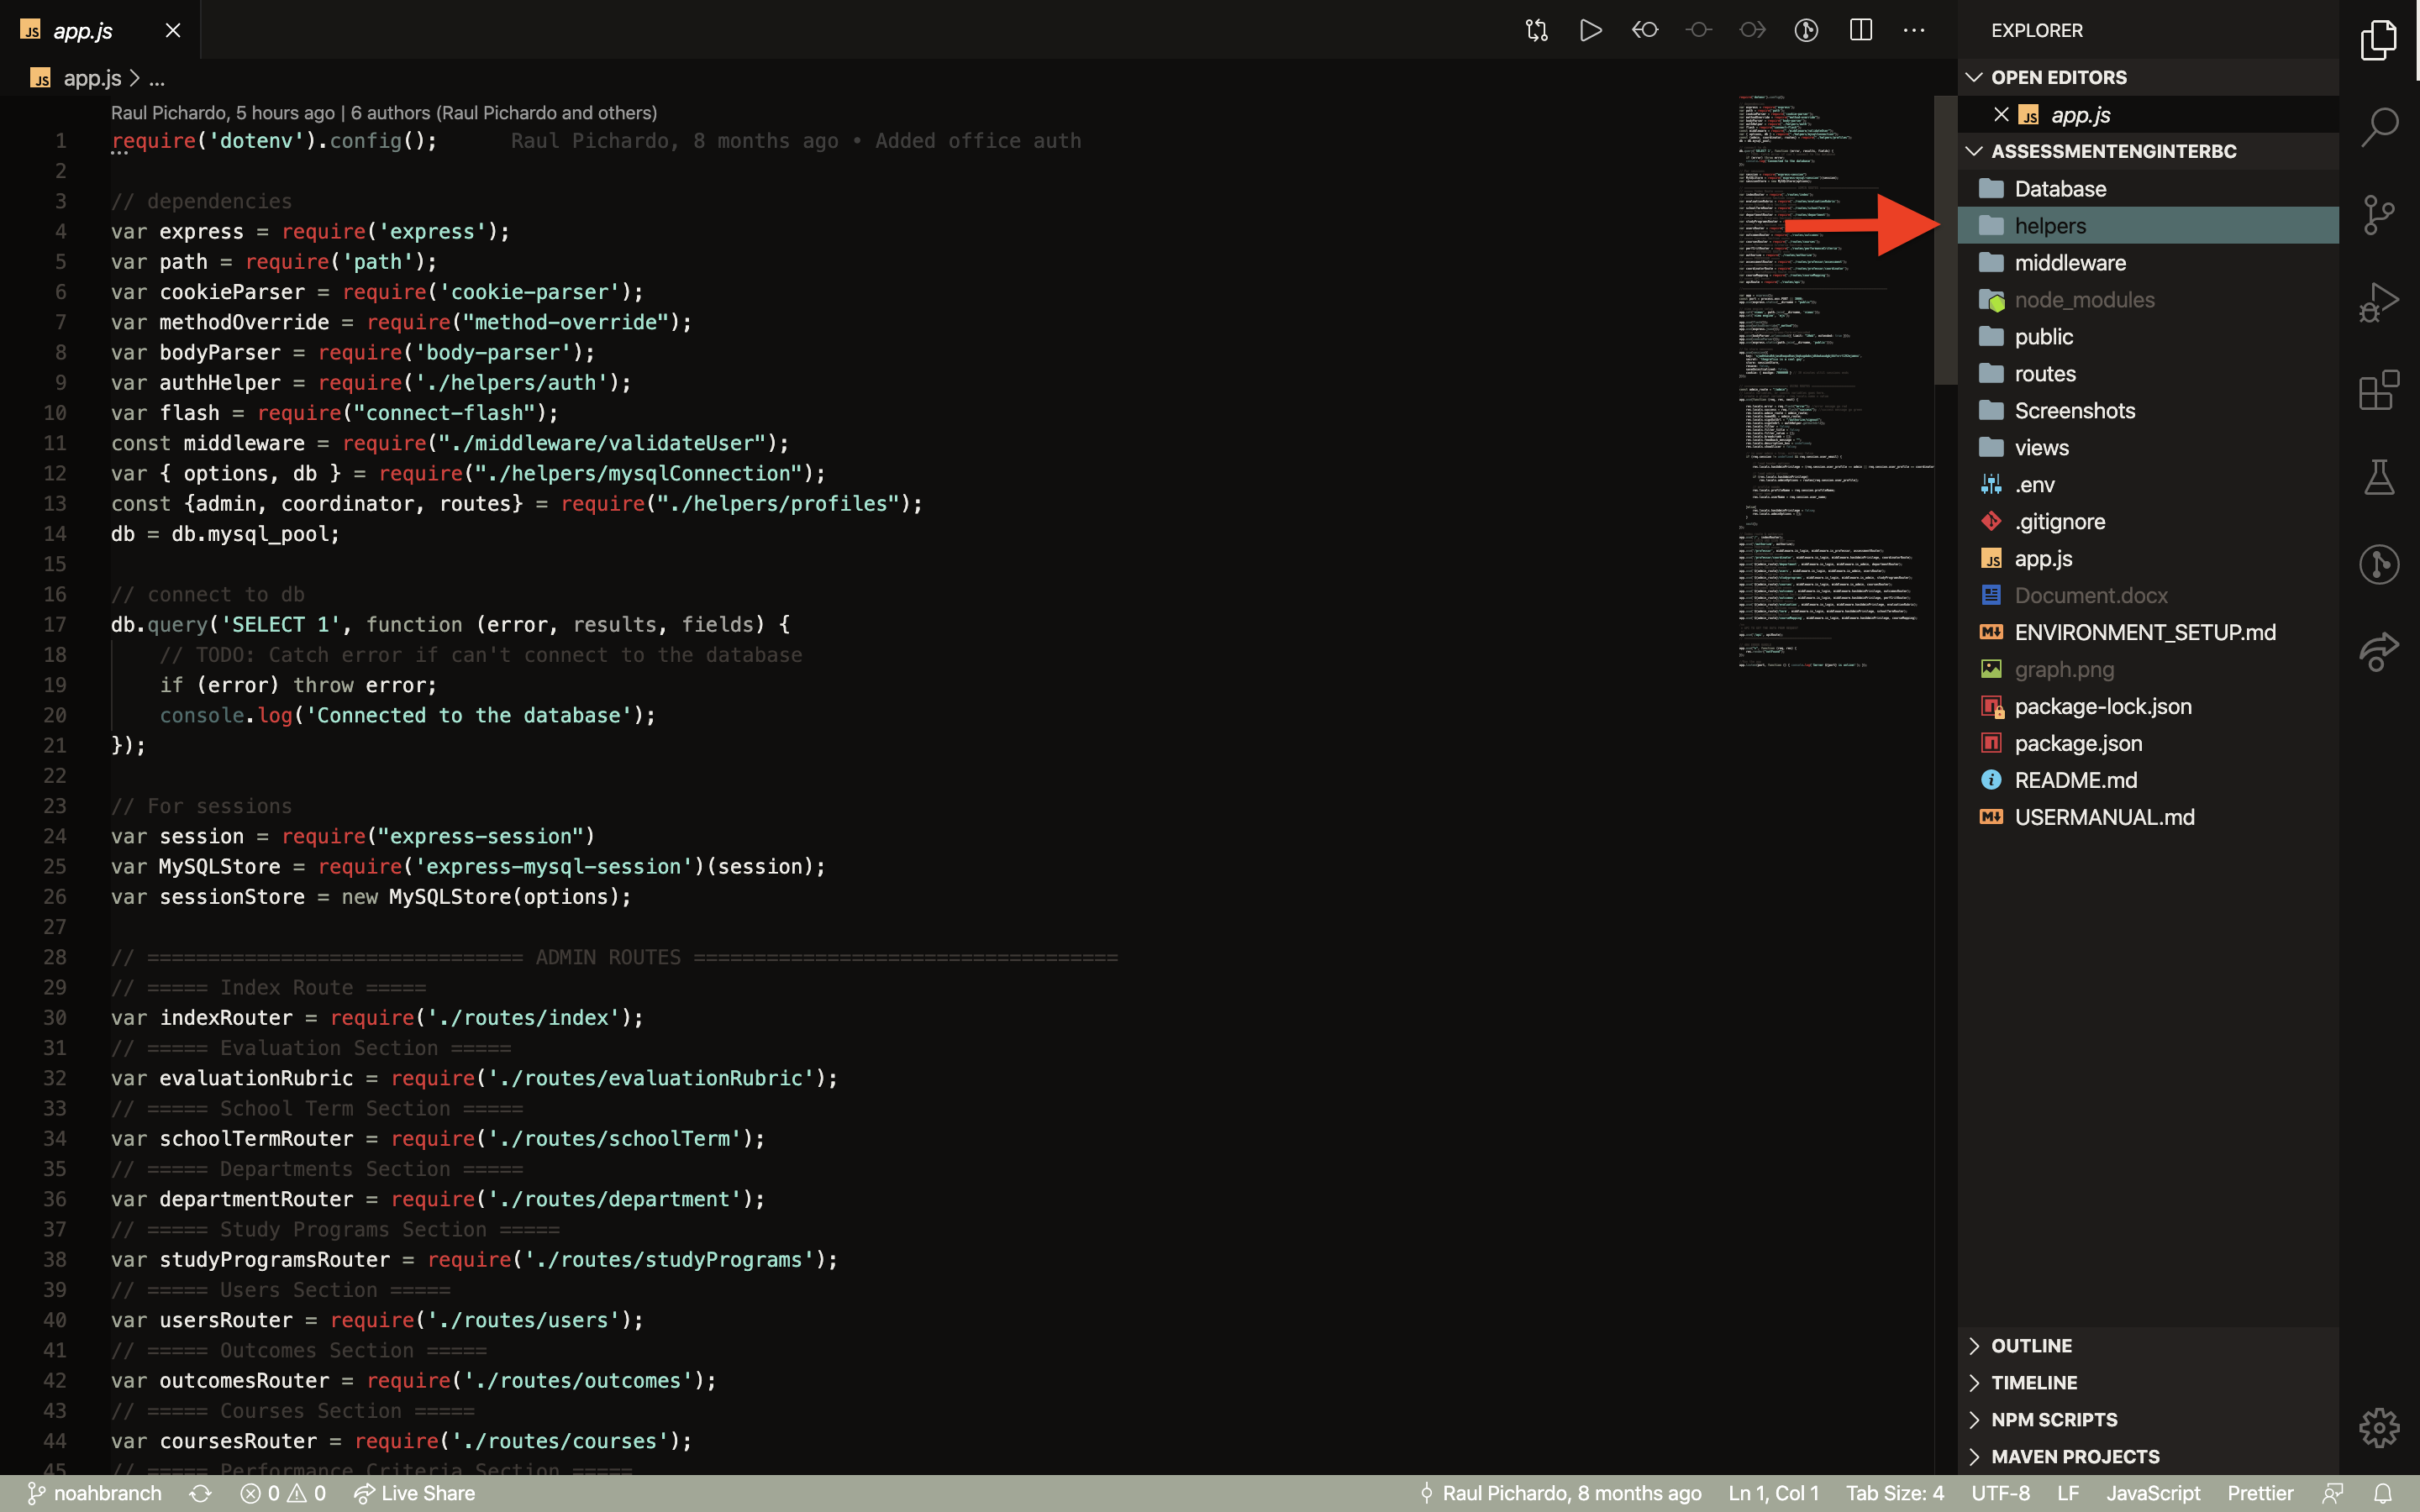 app.js
EXPLORER
app.js > ...
OPEN EDITORS
app.js
ASSESSMENTENGINTERBC
Database
helpers
middleware
node_modules
public
routes
Screenshots
views
.env
.gitignore
app.js
Document.docx
ENVIRONMENT_SETUP.md
graph.png
package-lock.json
package.json
README.md
USERMANUAL.md
OUTLINE
TIMELINE
NPM SCRIPTS
MAVEN PROJECTS
Raul Pichardo, 5 hours ago | 6 authors (Raul Pichardo and others)
1 require('dotenv').config(); Raul Pichardo, 8 months ago • Added office auth
2
3 // dependencies
4 var express = require('express');
5 var path = require('path');
6 var cookieParser = require('cookie-parser');
7 var methodOverride = require("method-override");
8 var bodyParser = require('body-parser');
9 var authHelper = require('./helpers/auth');
10 var flash = require("connect-flash");
11 const middleware = require("./middleware/validateUser");
12 var { options, db } = require("./helpers/mysqlConnection");
13 const {admin, coordinator, routes} = require("./helpers/profiles");
14 db = db.mysql_pool;
15
16 // connect to db
17 db.query('SELECT 1', function (error, results, fields) {
18 // TODO: Catch error if can't connect to the database
19 if (error) throw error;
20 console.log('Connected to the database');
21 });
22
23 // For sessions
24 var session = require("express-session")
25 var MySQLStore = require('express-mysql-session')(session);
26 var sessionStore = new MySQLStore(options);
27
28 // =============================== ADMIN ROUTES ===================================
29 // ===== Index Route =====
30 var indexRouter = require('./routes/index');
31 // ===== Evaluation Section =====
32 var evaluationRubric = require('./routes/evaluationRubric');
33 // ===== School Term Section =====
34 var schoolTermRouter = require('./routes/schoolTerm');
35 // ===== Departments Section =====
36 var departmentRouter = require('./routes/department');
37 // ===== Study Programs Section =====
38 var studyProgramsRouter = require('./routes/studyPrograms');
39 // ===== Users Section =====
40 var usersRouter = require('./routes/users');
41 // ===== Outcomes Section =====
42 var outcomesRouter = require('./routes/outcomes');
43 // ===== Courses Section =====
44 var coursesRouter = require('./routes/courses');
45 // ===== Performance Criteria Section =====
noahbranch 0 0 Live Share Raul Pichardo, 8 months ago Ln 1, Col 1 Tab Size: 4 UTF-8 LF JavaScript Prettier